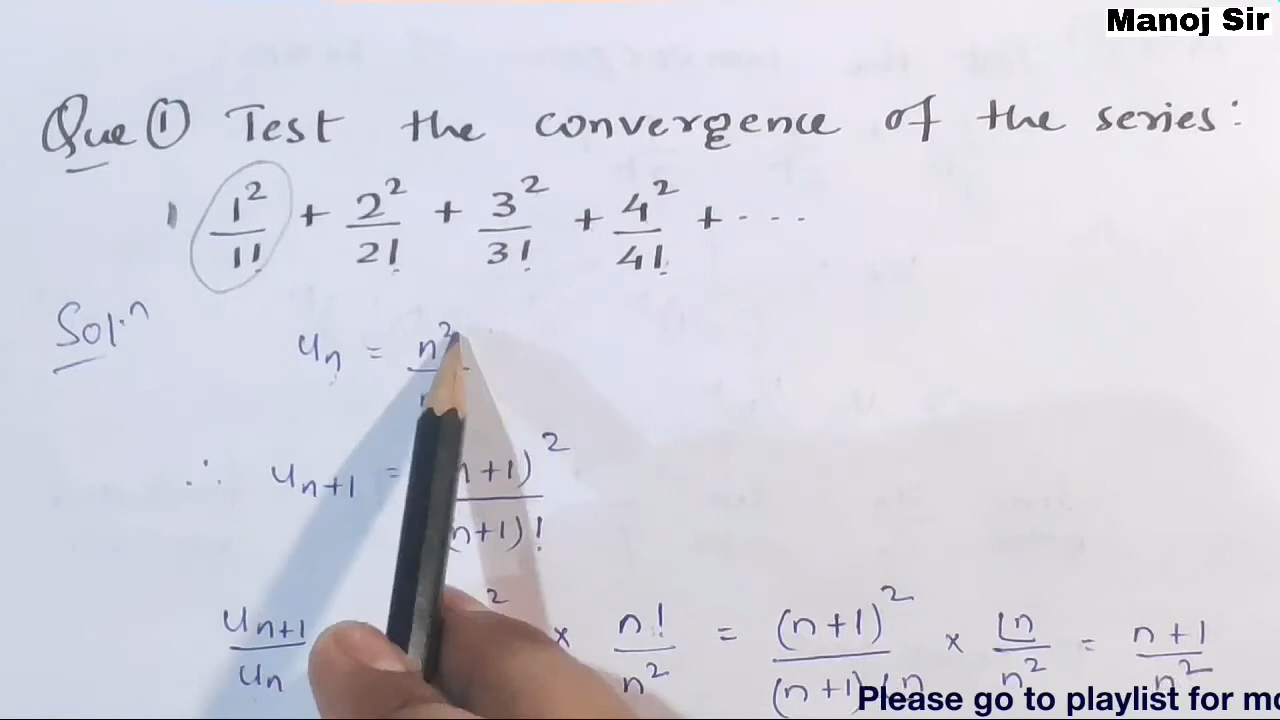 Manoj Sir
Que ① Test the convergence of the series:
1²/1! + 2²/2! + 3²/3! + 4²/4! + ...
Sol.ⁿ
uₙ = n²
∴ uₙ₊₁ = +1)² / n+1)!
uₙ₊₁/uₙ ² × n!/n² = (n+1)²/(n+1) × |n/n² = n+1/n²
Please go to playlist for